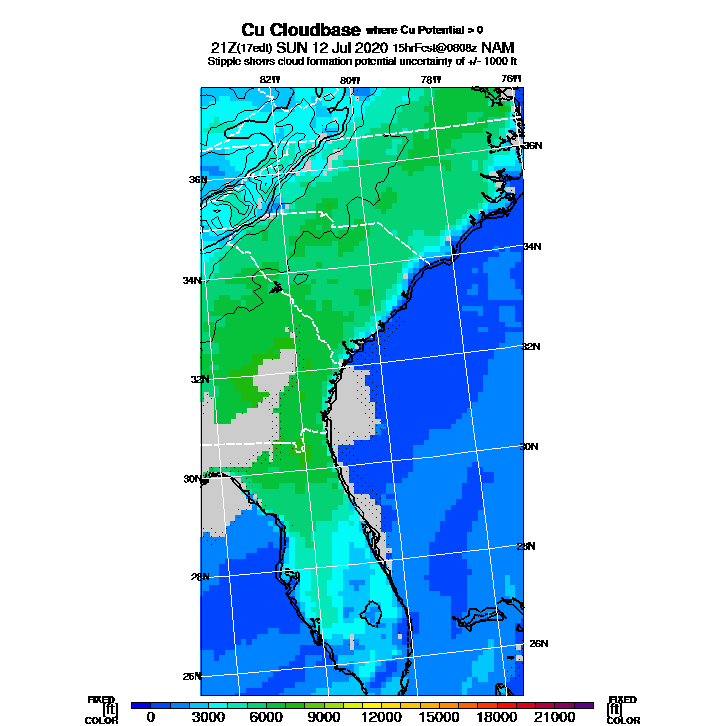 Cu Cloudbase where Cu Potential > 0
21Z(17edt) SUN 12 Jul 2020 15hrFcst@0808z NAM
Stipple shows cloud formation potential uncertainty of +/- 1000 ft
82W 80W 78W 76W
36N
36N
34N
34N
32N
32N
30N
30N
28N
28N
26N
26N
FIXED FIXED
[ft] 0 3000 6000 9000 12000 15000 18000 21000 [ft]
COLOR COLOR